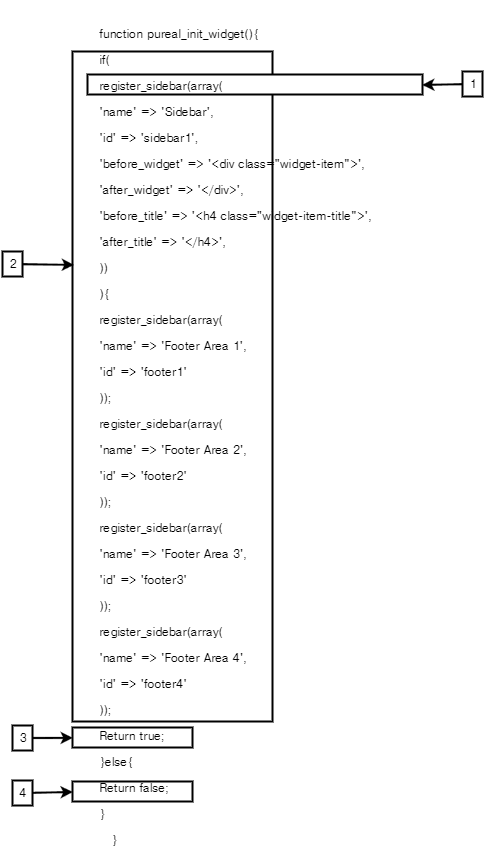 function pureal_init_widget(){
if(
register_sidebar(array(
1
'name' => 'Sidebar',
'id' => 'sidebar1',
'before_widget' => '<div class="widget-item">',
'after_widget' => '</div>',
'before_title' => '<h4 class="widget-item-title">',
'after_title' => '</h4>',
2
))
){
register_sidebar(array(
'name' => 'Footer Area 1',
'id' => 'footer1'
));
register_sidebar(array(
'name' => 'Footer Area 2',
'id' => 'footer2'
));
register_sidebar(array(
'name' => 'Footer Area 3',
'id' => 'footer3'
));
register_sidebar(array(
'name' => 'Footer Area 4',
'id' => 'footer4'
));
3
Return true;
}else{
4
Return false;
}
}